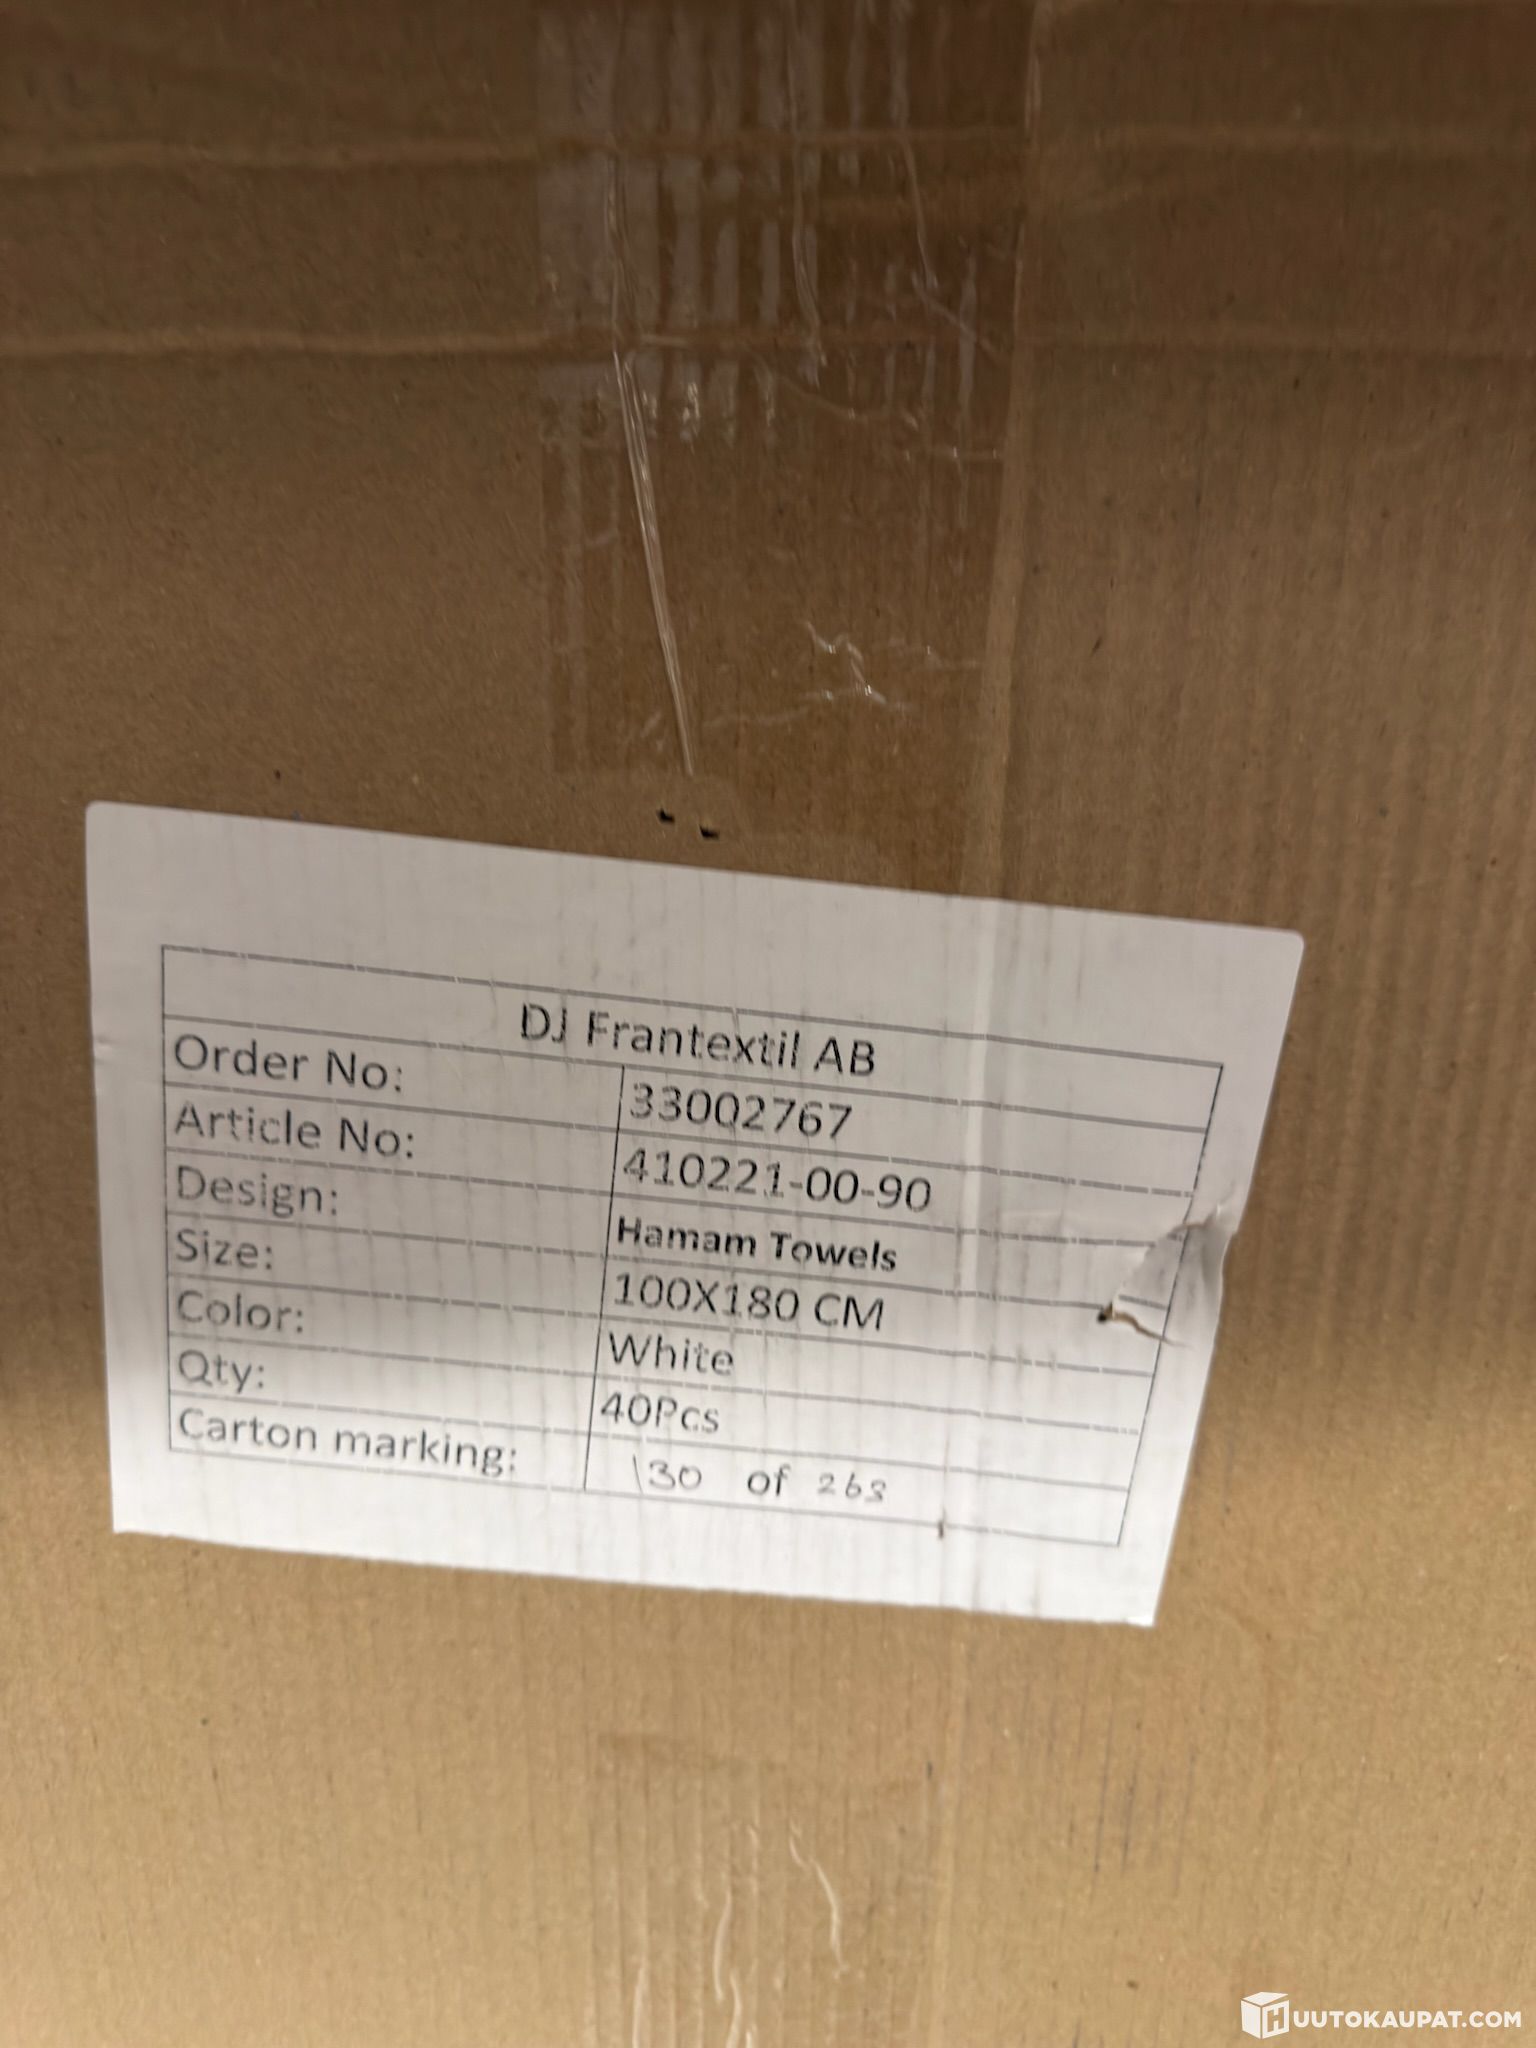 DJ Frantextil AB
Order No: 33002767
Article No: 410221-00-90
Design: Hamam Towels
Size: 100X180 CM
Color: White
Qty: 40Pcs
Carton marking: 130 of 263
HUUTOKAUPAT.COM